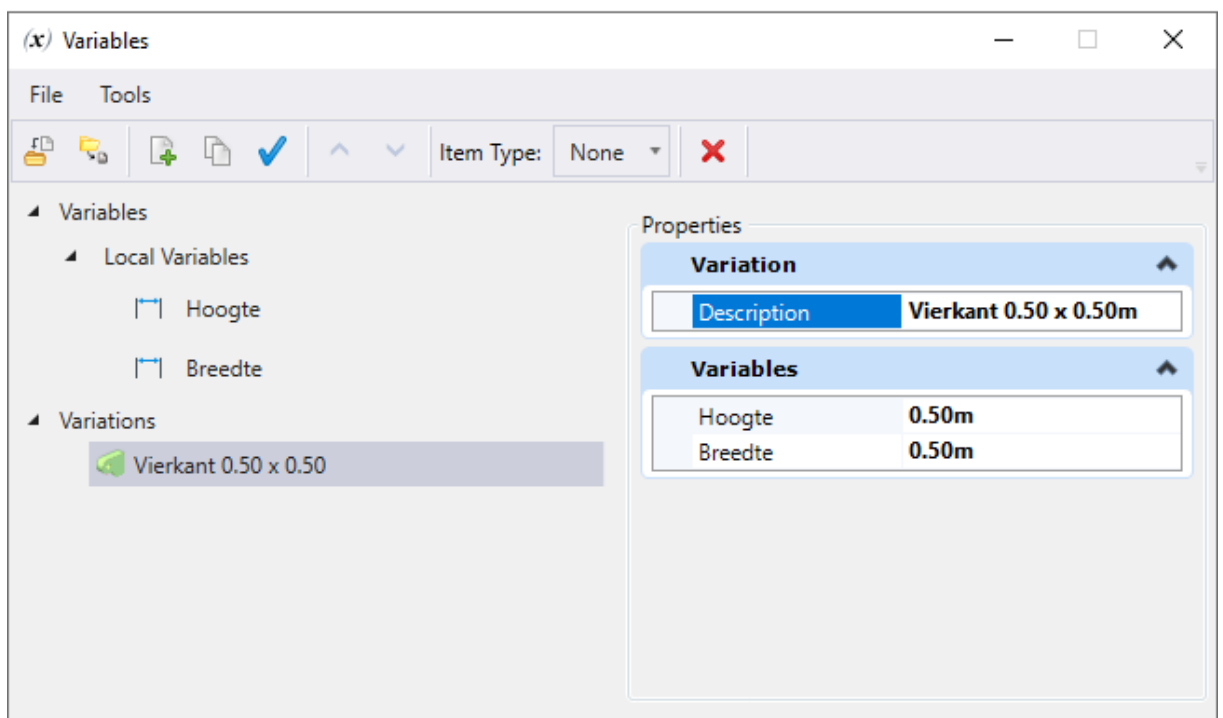 (x) Variables
File Tools
Item Type: None
Variables
Local Variables
Hoogte
Breedte
Variations
Vierkant 0.50 x 0.50
Properties
Variation
Description Vierkant 0.50 x 0.50m
Variables
Hoogte 0.50m
Breedte 0.50m